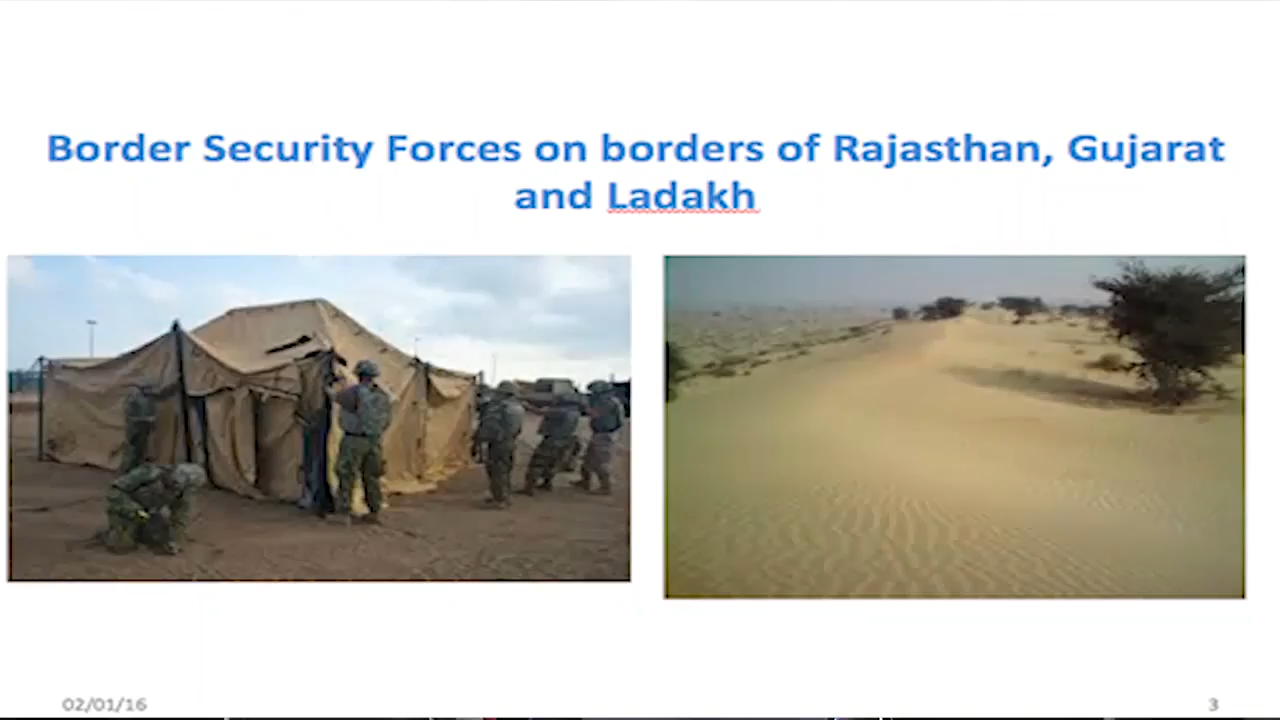 Border Security Forces on borders of Rajasthan, Gujarat
and Ladakh
02/01/16
3